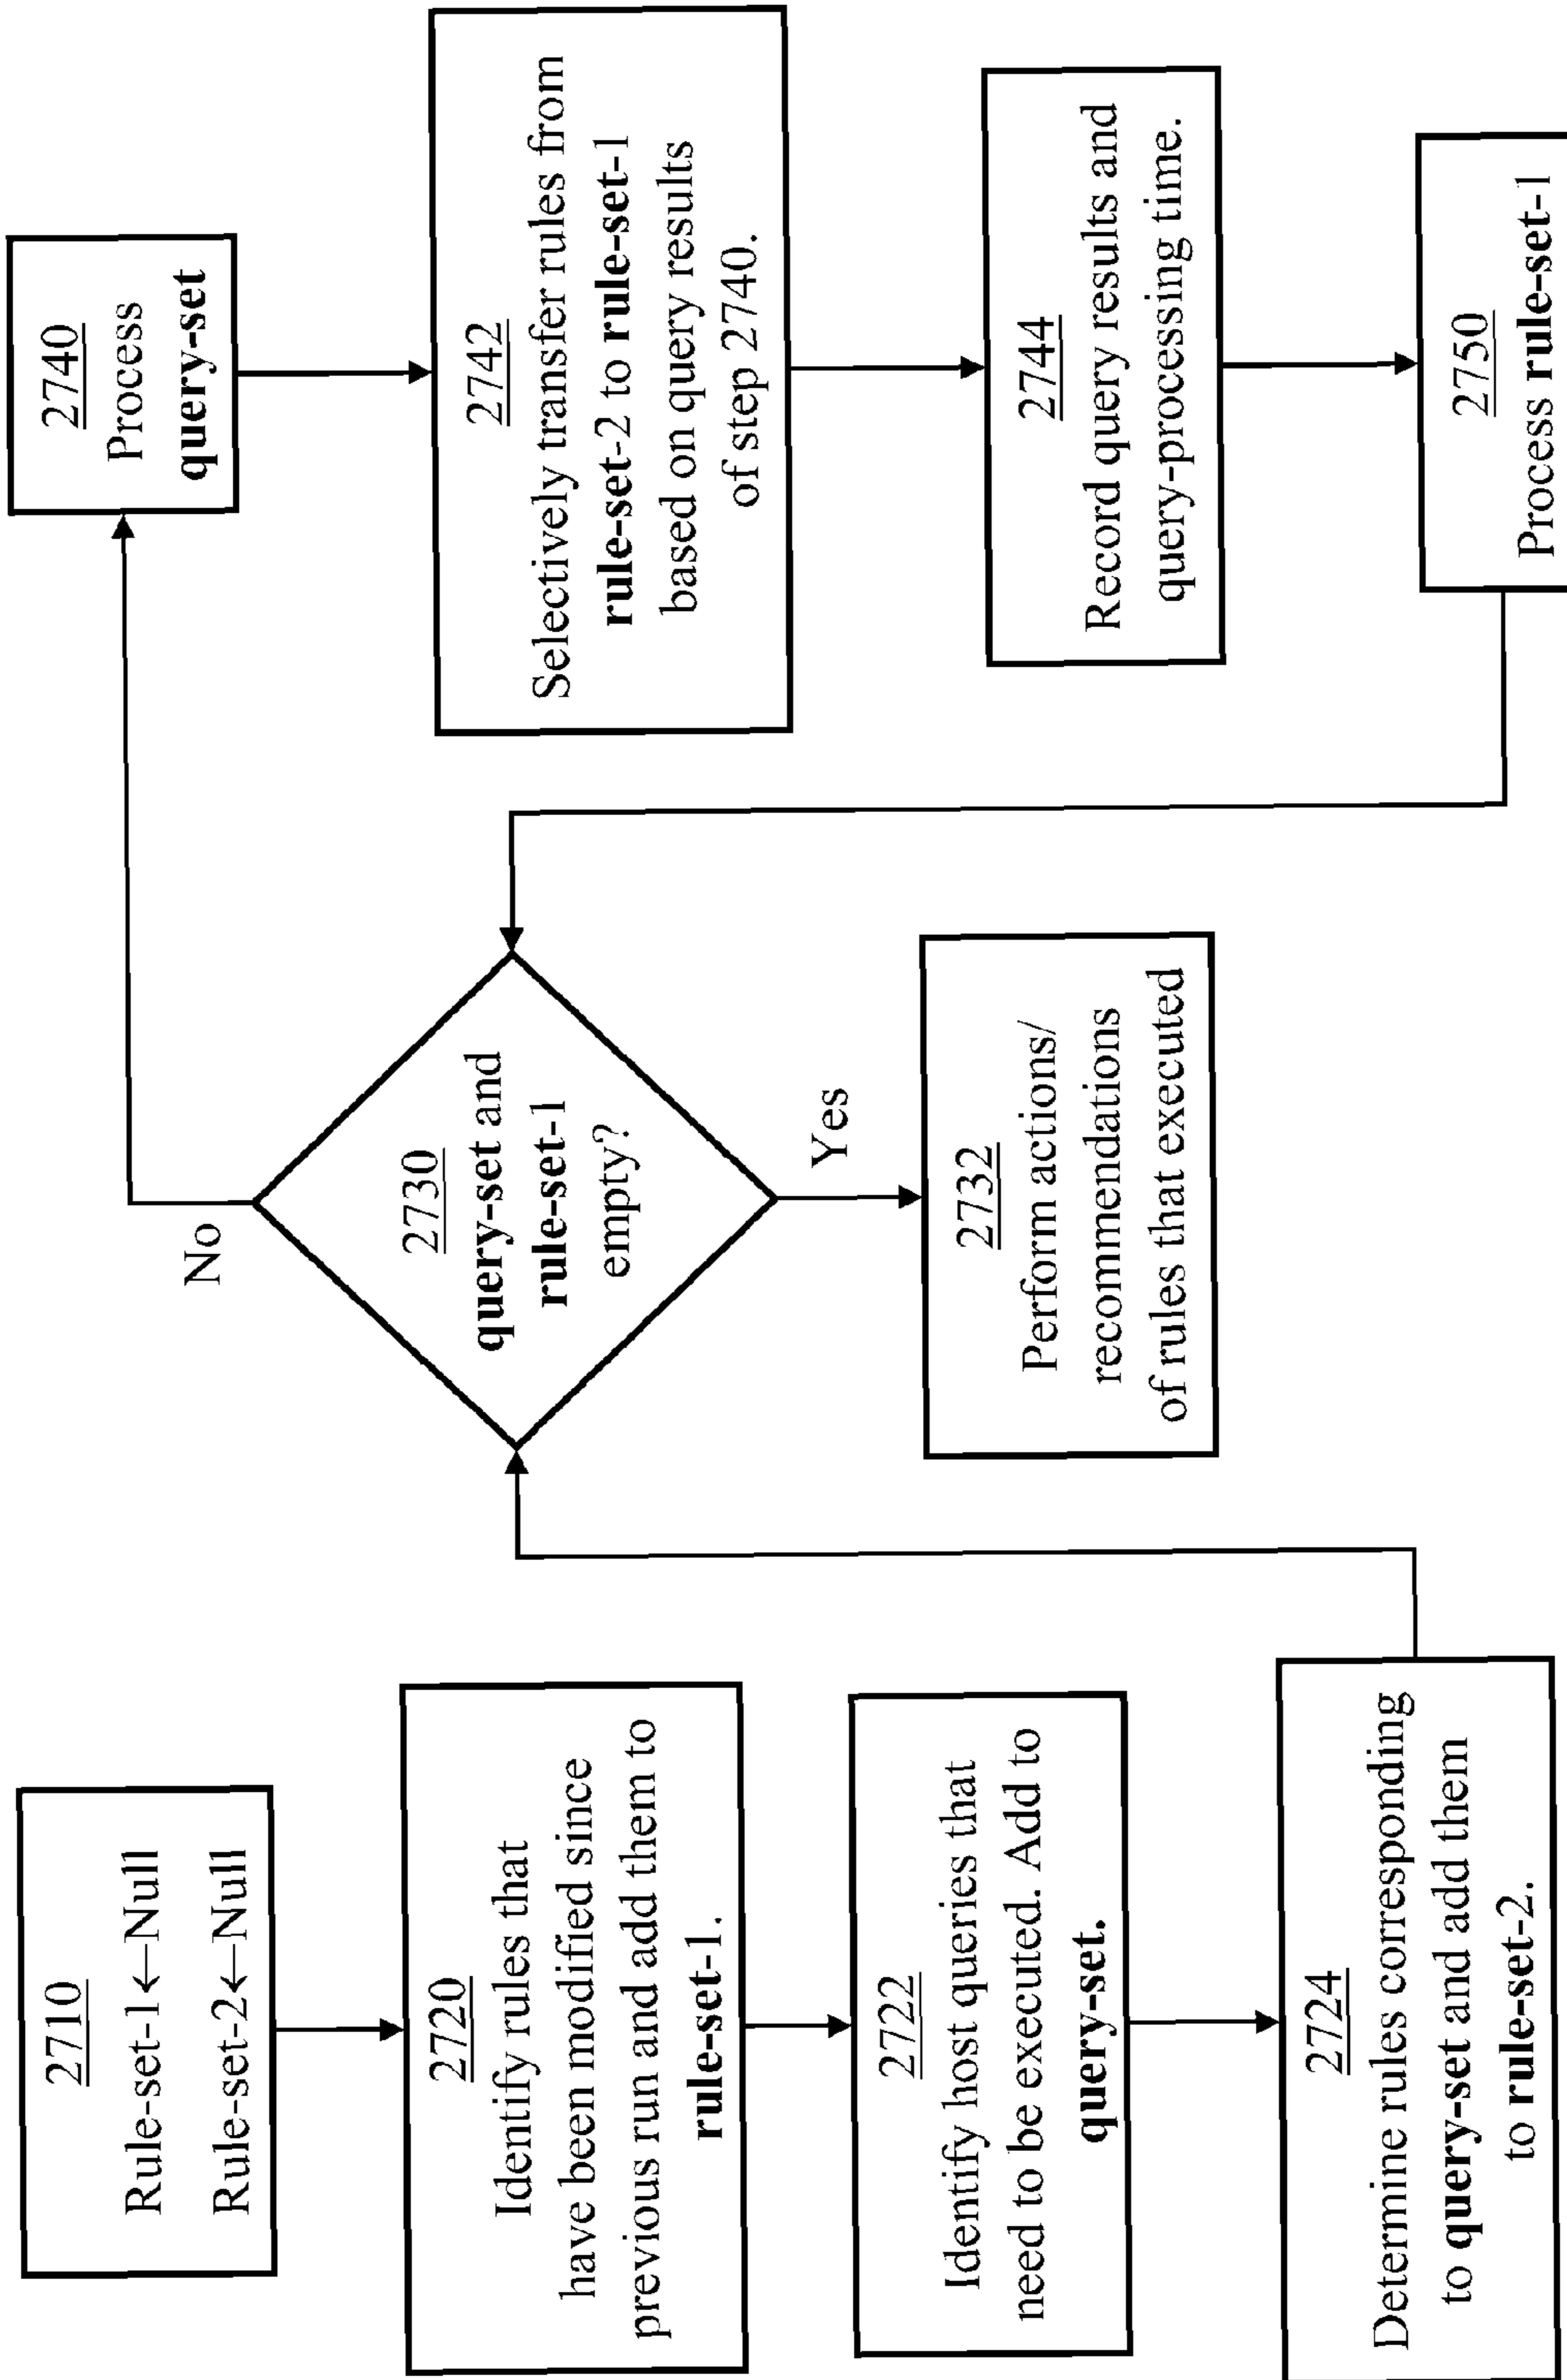 2710
Rule-set-1←Null
Rule-set-2←Null
2720
Identify rules that
have been modified since
previous run and add them to
rule-set-1.
2722
Identify host queries that
need to be executed. Add to
query-set.
2724
Determine rules corresponding
to query-set and add them
to rule-set-2.
2730
query-set and
rule-set-1
empty?
No
Yes
2732
Perform actions/
recommendations
of rules that executed
2740
Process
query-set
2742
Selectively transfer rules from
rule-set-2 to rule-set-1
based on query results
of step 2740.
2744
Record query results and
query-processing time.
2750
Process rule-set-1